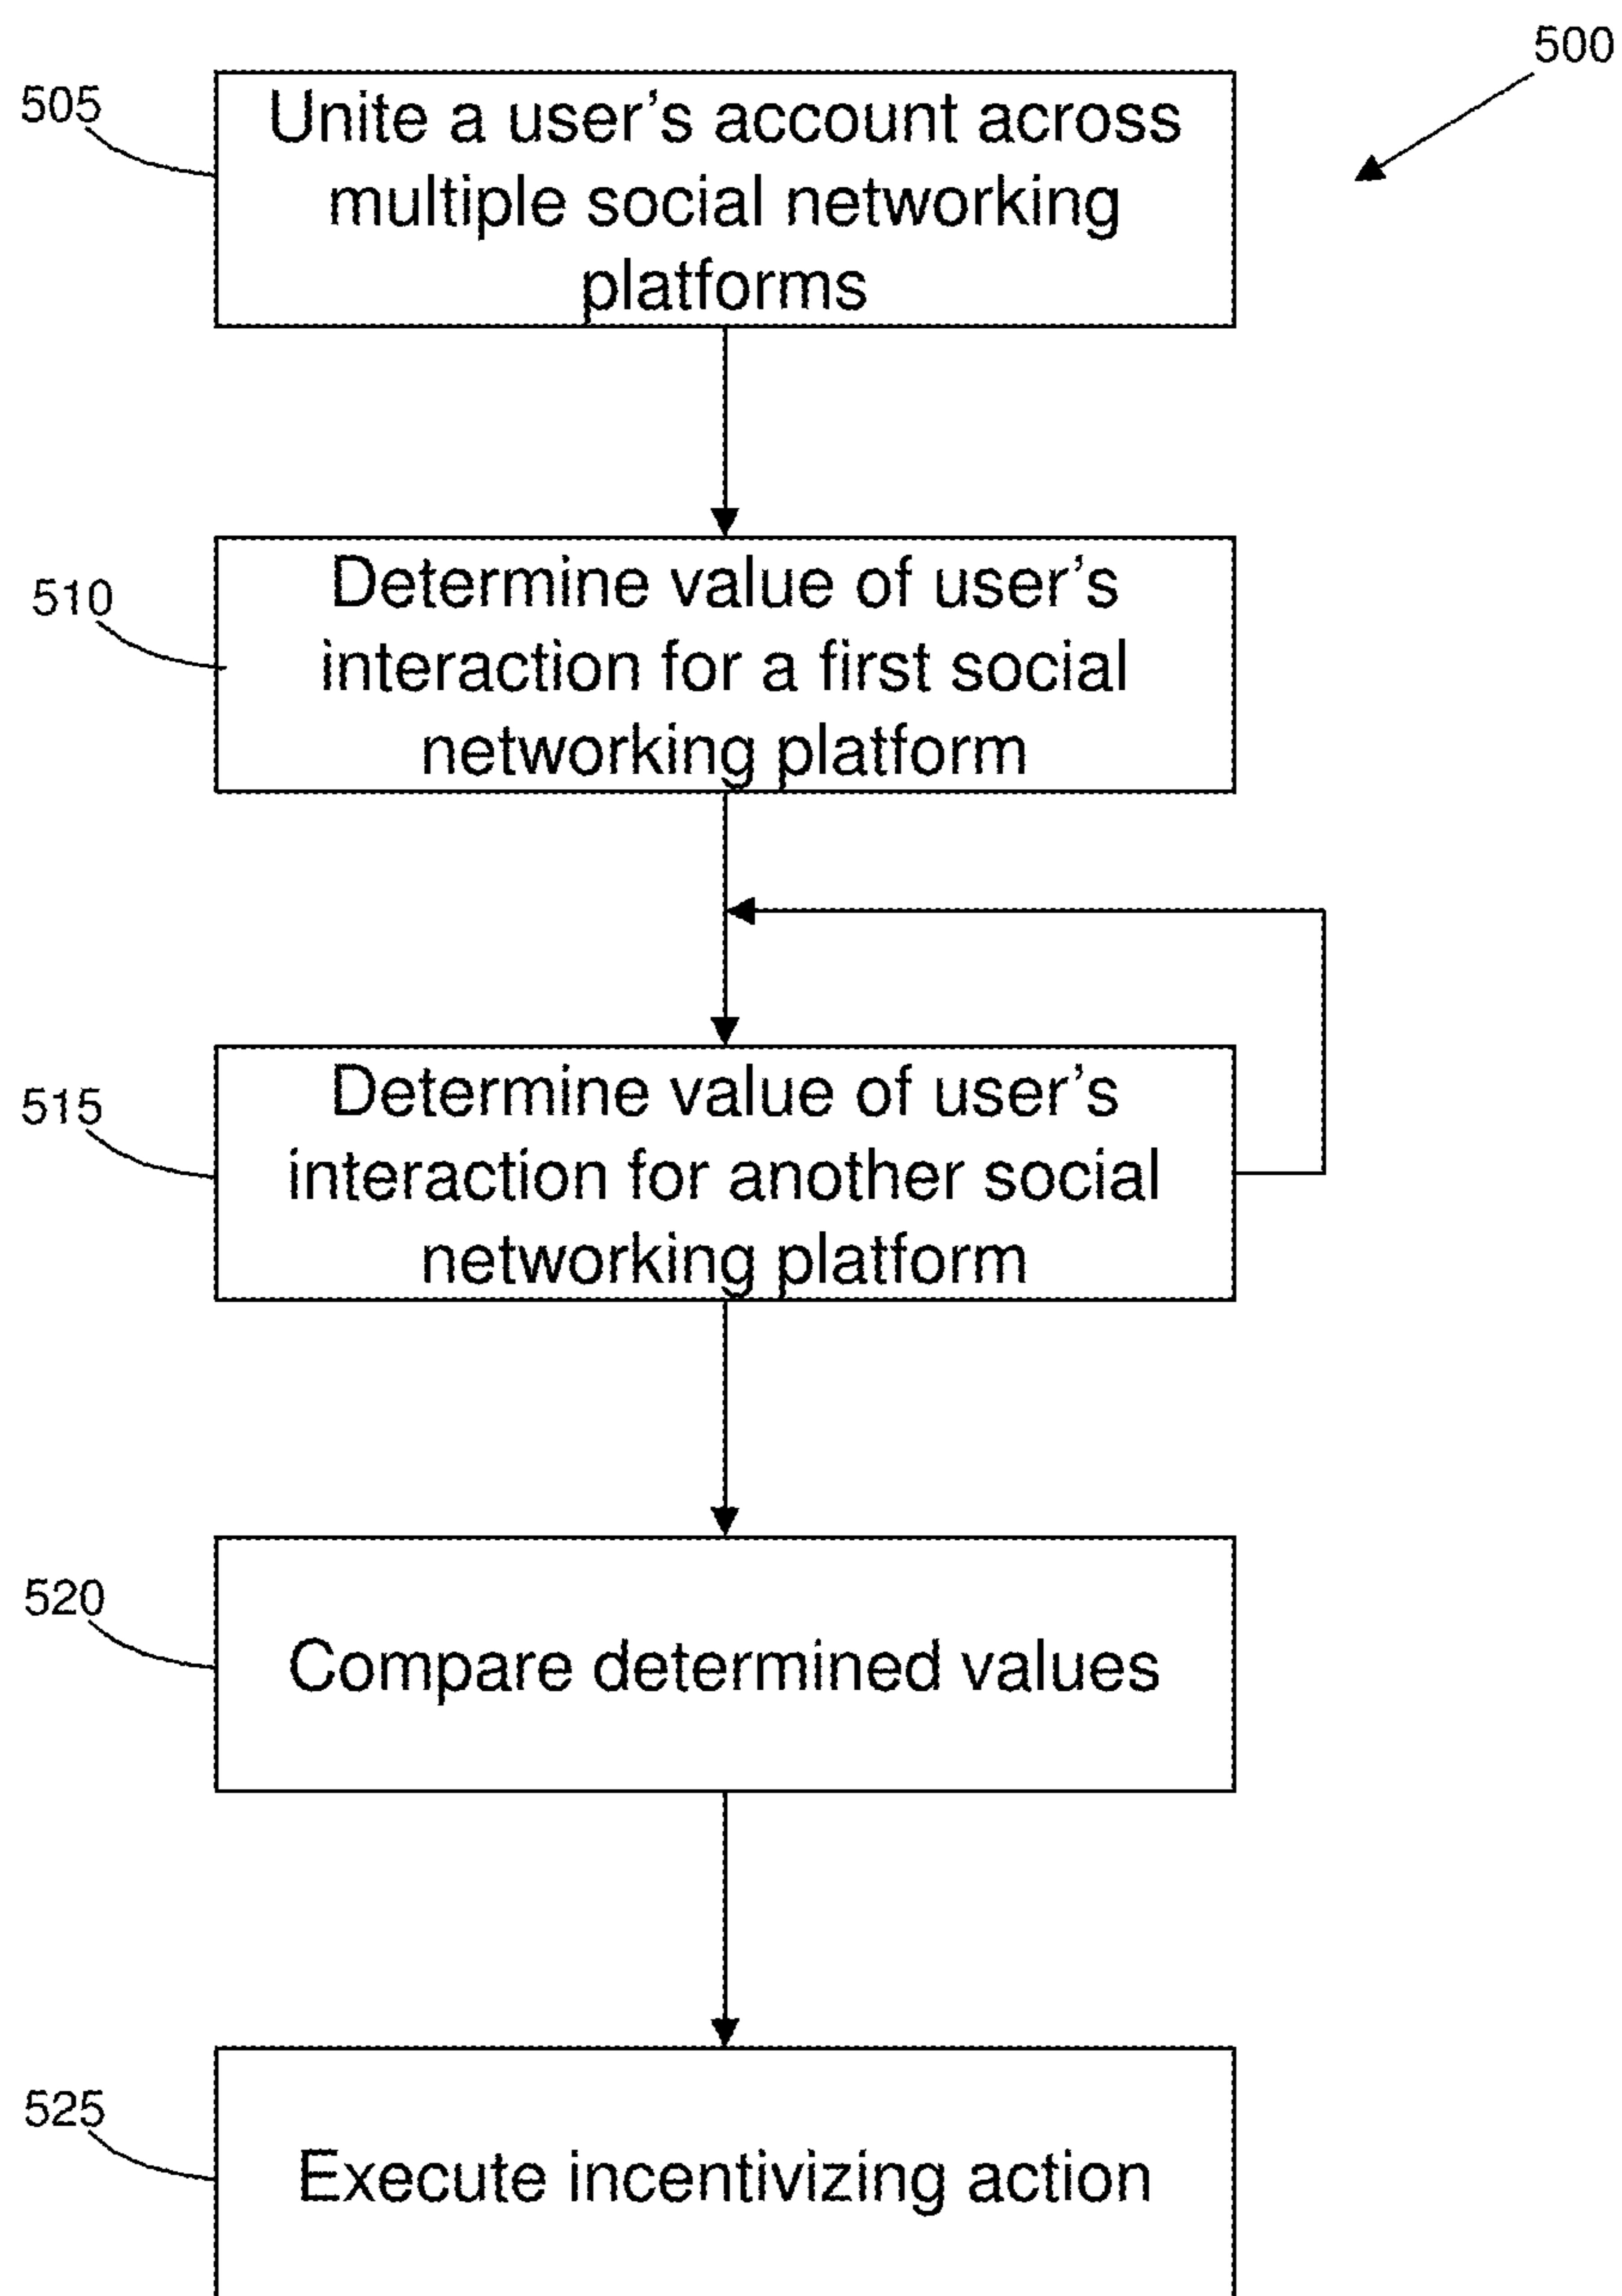 500
505
Unite a user's account across
multiple social networking
platforms
510
Determine value of user's
interaction for a first social
networking platform
515
Determine value of user's
interaction for another social
networking platform
520
Compare determined values
525
Execute incentivizing action